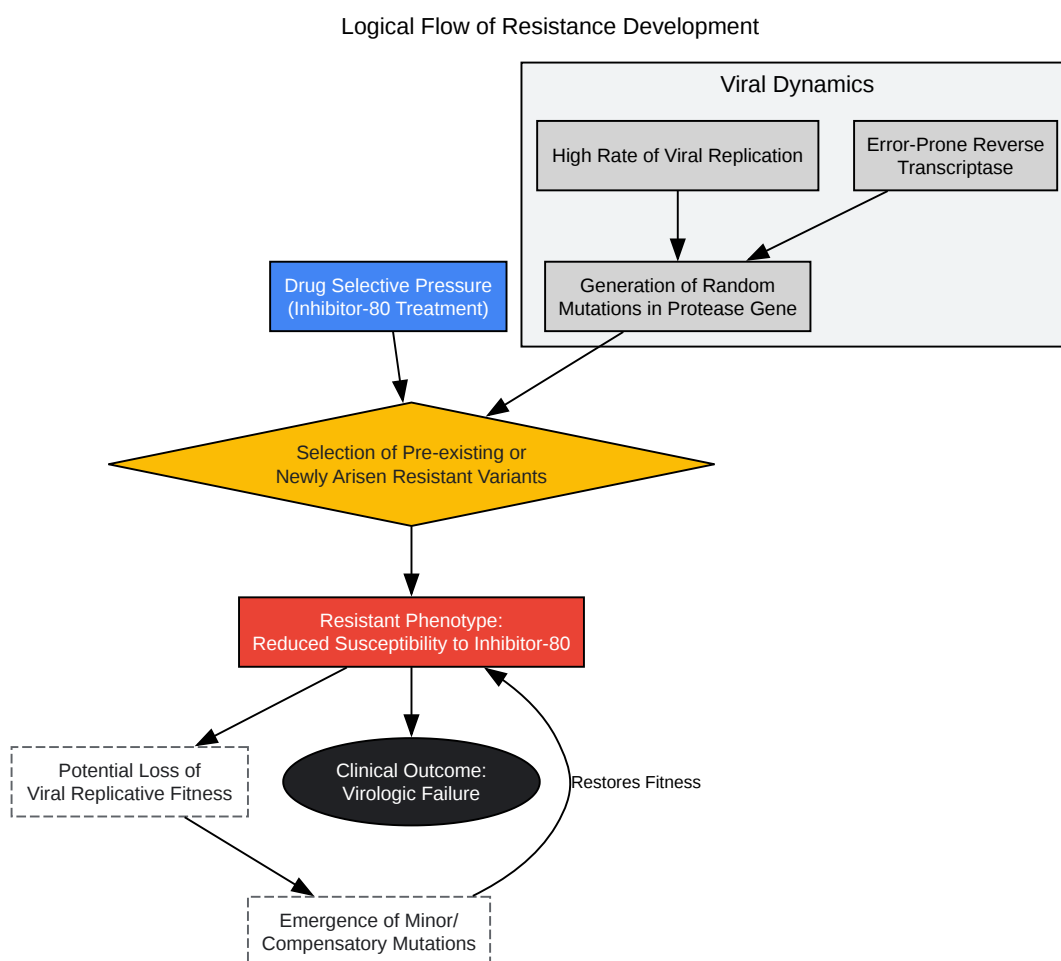 Logical Flow of Resistance Development
Viral Dynamics
High Rate of Viral Replication
Error-Prone Reverse
Transcriptase
Drug Selective Pressure
(Inhibitor-80 Treatment)
Generation of Random
Mutations in Protease Gene
Selection of Pre-existing or
Newly Arisen Resistant Variants
Resistant Phenotype:
Reduced Susceptibility to Inhibitor-80
Potential Loss of
Viral Replicative Fitness
Clinical Outcome:
Virologic Failure
Restores Fitness
Emergence of Minor/
Compensatory Mutations